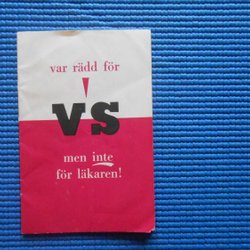 var rädd för
VS
men inte
för läkaren!